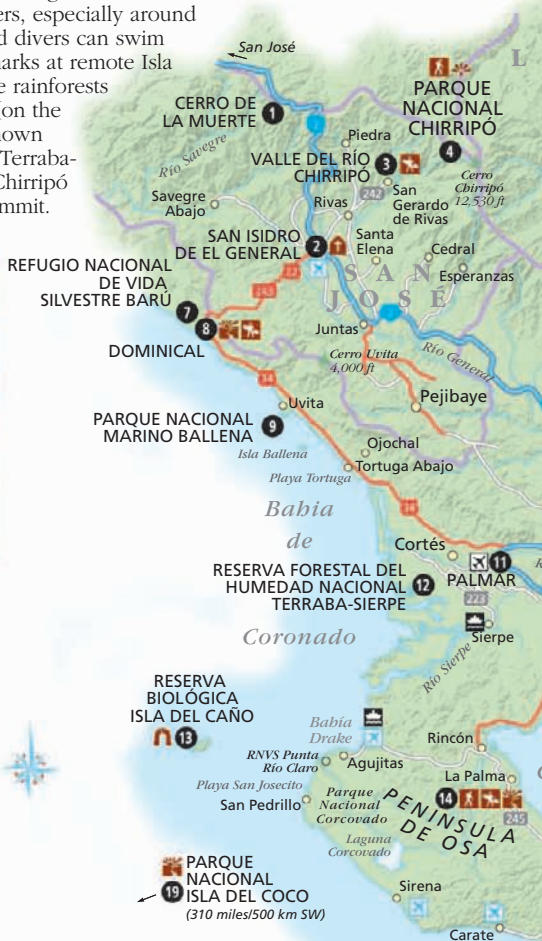 ers, especially around
d divers can swim
arks at remote Isla
e rainforests
on the
own
Terraba-
Chirripó
mmit.
San José
L
CERRO DE
LA MUERTE
1
PARQUE
NACIONAL
CHIRRIPÓ
4
Piedra
Río Savegre
VALLE DEL RÍO
CHIRRIPÓ
3
Cerro
Chirripó
12,530 ft
242
San
Gerardo
de Rivas
Savegre
Abajo
Rivas
SAN ISIDRO
DE EL GENERAL
2
Santa
Elena
Cedral
Esperanzas
SAN
JOSÉ
REFUGIO NACIONAL
DE VIDA
SILVESTRE BARÚ
7
243
8
DOMINICAL
Juntas
Cerro Uvita
4,000 ft
Río General
34
Uvita
Pejibaye
PARQUE NACIONAL
MARINO BALLENA
9
Isla Ballena
Ojochal
Playa Tortuga
Tortuga Abajo
Bahia
de
Coronado
34
Cortés
11
PALMAR
RESERVA FORESTAL DEL
HUMEDAD NACIONAL
TERRABA-SIERPE
12
223
Sierpe
Río Sierpe
RESERVA
BIOLÓGICA
ISLA DEL CAÑO
13
Bahía
Drake
Rincón
RNVS Punta
Río Claro
Agujitas
La Palma
Playa San Josecito
San Pedrillo
Parque
Nacional
Corcovado
14
PENÍNSULA
DE OSA
245
Laguna
Corcovado
PARQUE
NACIONAL
19
ISLA DEL COCO
(310 miles/500 km SW)
Sirena
Carate